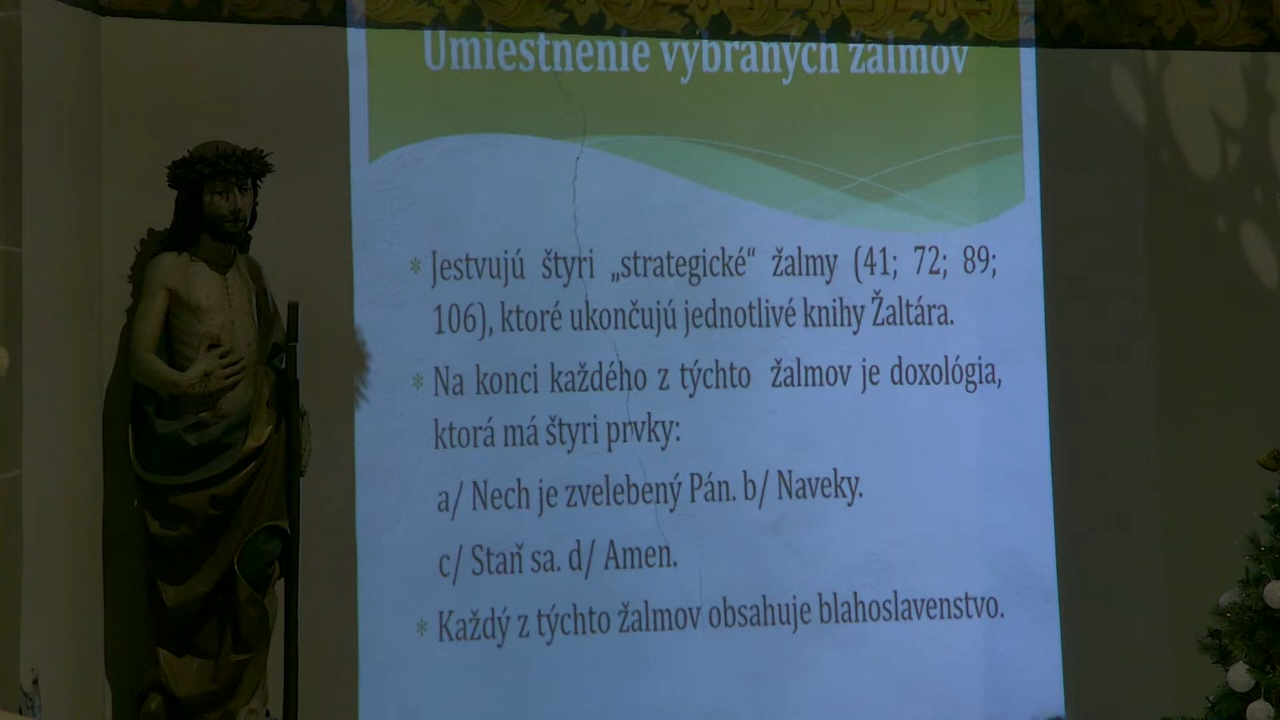 Umiestnenie vybraných žalmov
* Jestvujú štyri „strategické“ žalmy (41; 72; 89;
106), ktoré ukončujú jednotlivé knihy Žaltára.
* Na konci každého z týchto žalmov je doxológia,
ktorá má štyri prvky:
a/ Nech je zvelebený Pán. b/ Naveky.
c/ Staň sa. d/ Amen.
* Každý z týchto žalmov obsahuje blahoslavenstvo.